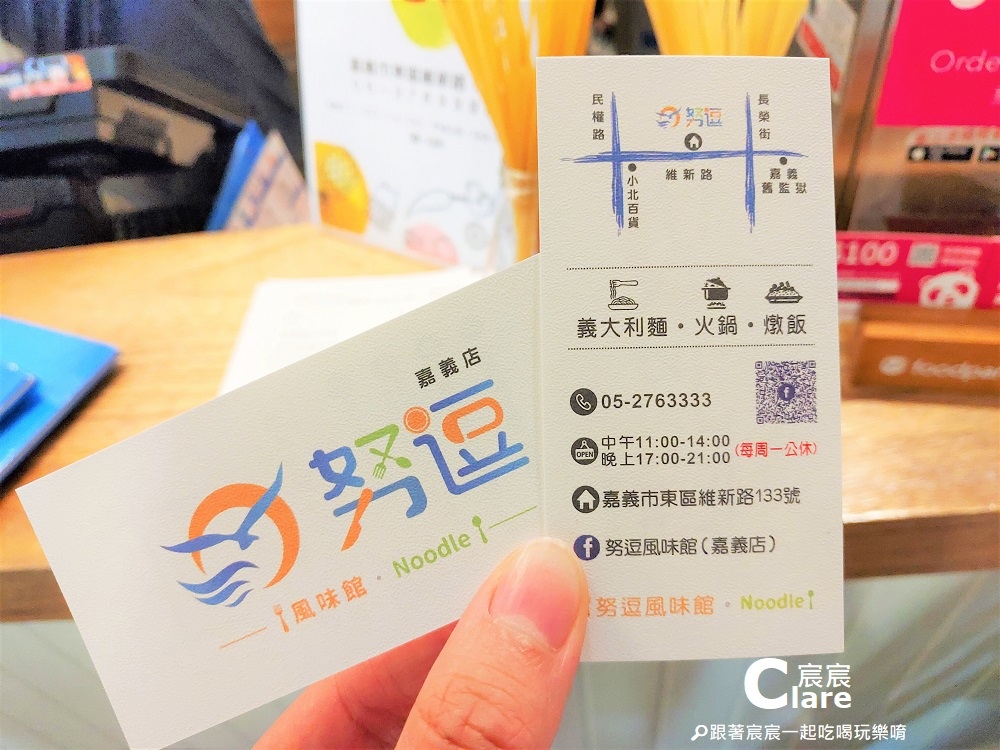 嘉義店
努逗
風味館・Noodle
民權路
努逗
長榮街
維新路
小北百貨
嘉義
舊監獄
義大利麵・火鍋・燉飯
05-2763333
OPEN
中午11:00-14:00
晚上17:00-21:00
(每周一公休)
嘉義市東區維新路133號
努逗風味館(嘉義店)
努逗風味館・Noodle
Orde
$100
foodpan
Clare
宸宸
跟著宸宸一起吃喝玩樂唷